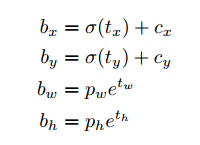 b_x = σ(t_x) + c_x
b_y = σ(t_y) + c_y
b_w = p_w e^{t_w}
b_h = p_h e^{t_h}